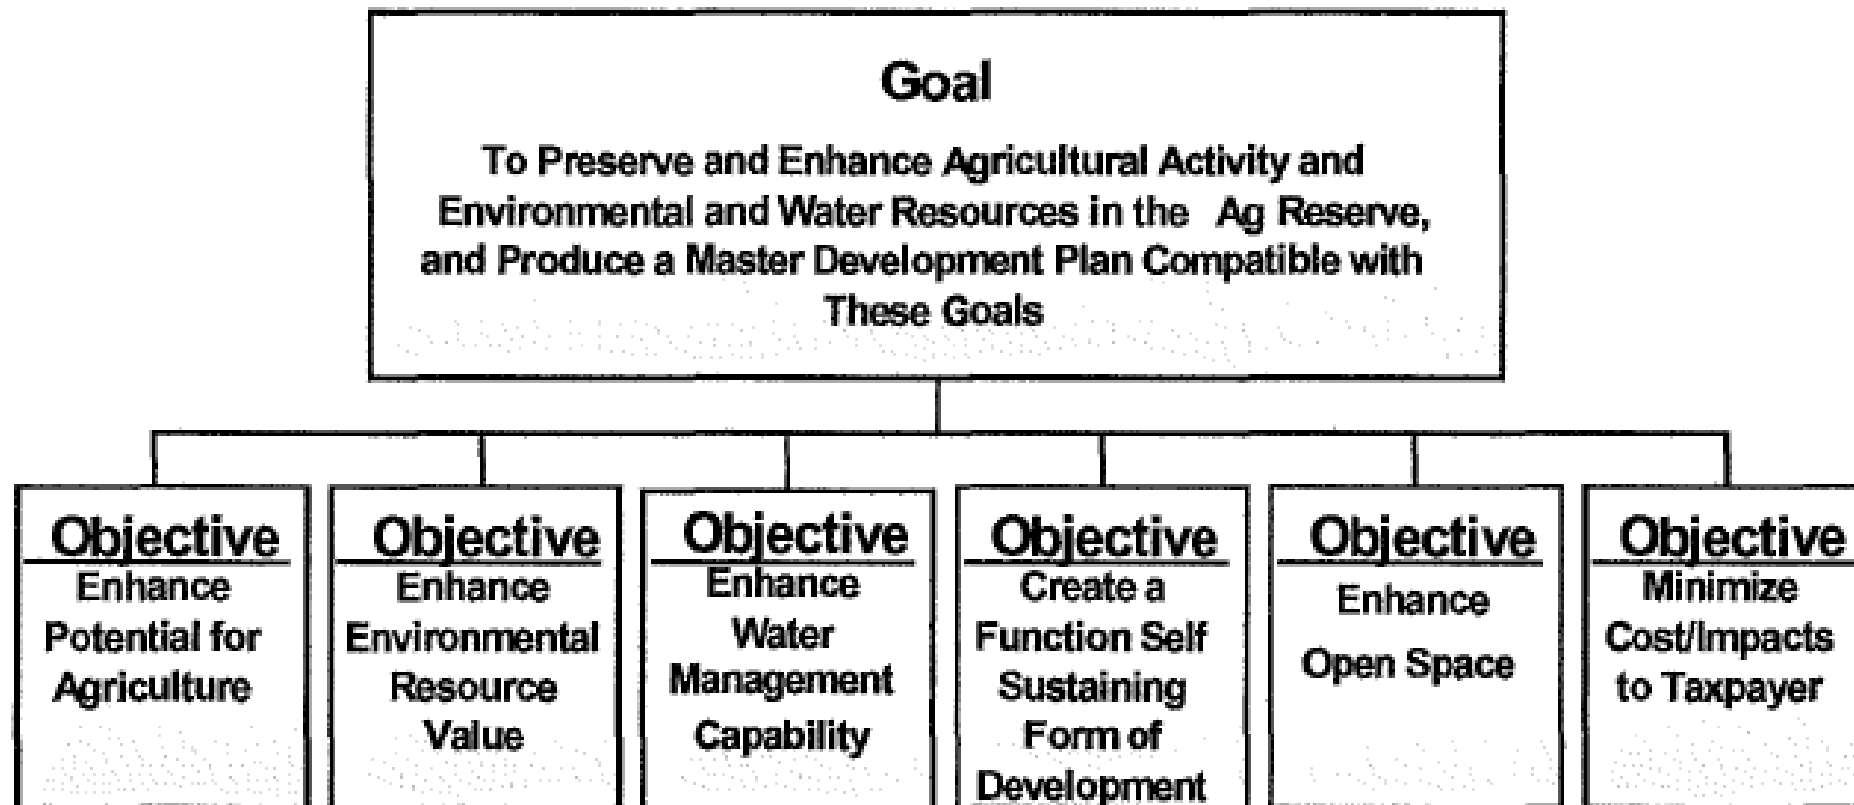 Goal
To Preserve and Enhance Agricultural Activity and
Environmental and Water Resources in the Ag Reserve,
and Produce a Master Development Plan Compatible with
These Goals
Objective
Enhance
Potential for
Agriculture
Objective
Enhance
Environmental
Resource
Value
Objective
Enhance
Water
Management
Capability
Objective
Create a
Function Self
Sustaining
Form of
Development
Objective
Enhance
Open Space
Objective
Minimize
Cost/Impacts
to Taxpayer